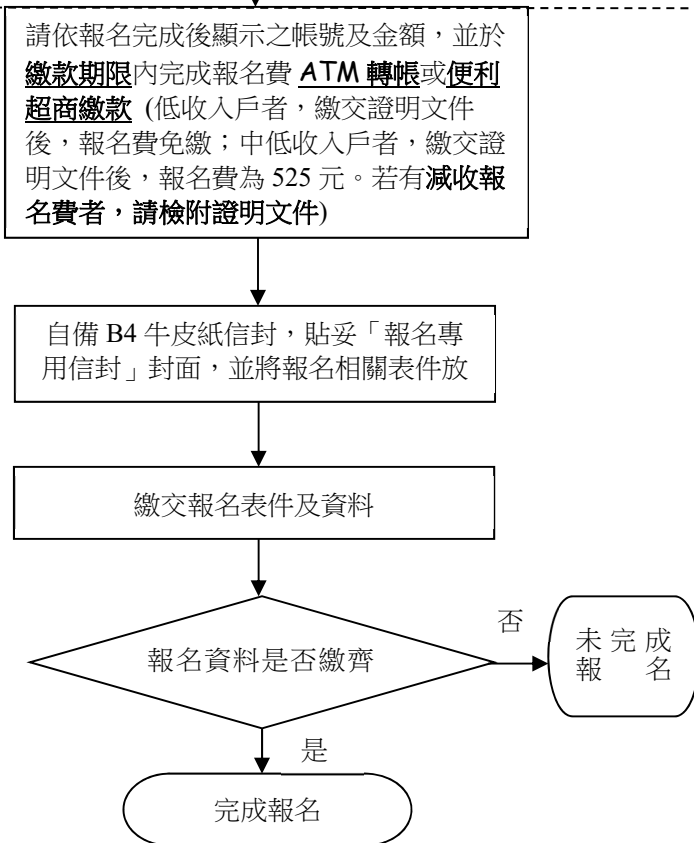 請依報名完成後顯示之帳號及金額，並於
繳款期限內完成報名費 ATM 轉帳或便利
超商繳款 (低收入戶者，繳交證明文件
後，報名費免繳；中低收入戶者，繳交證
明文件後，報名費為 525 元。若有減收報
名費者，請檢附證明文件)
自備 B4 牛皮紙信封，貼妥「報名專
用信封」封面，並將報名相關表件放
繳交報名表件及資料
報名資料是否繳齊
否
未完成
報名
是
完成報名